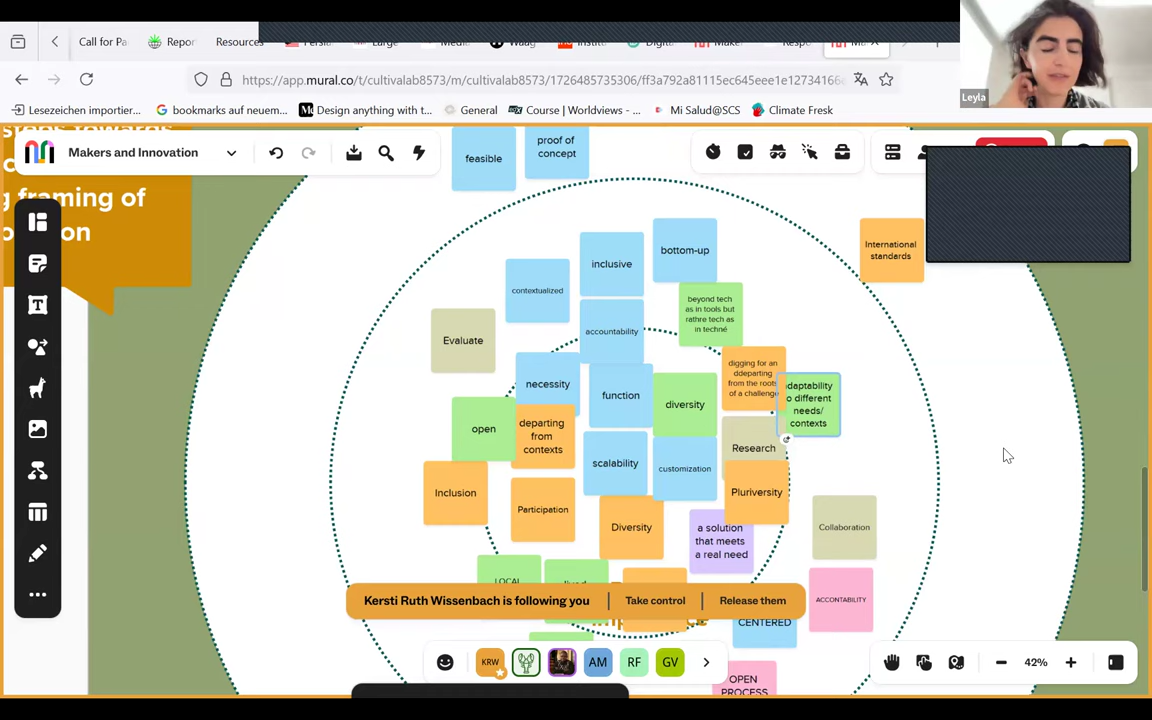 Call for Pa
Repor
Resources
Leyla
https://app.mural.co/t/cultivalab8573/m/cultivalab8573/1726485735306/ff3a792a81115ec645eee1e12734166
Lesezeichen importier...
bookmarks auf neuem...
Design anything with t...
General
Course | Worldviews - ...
Mi Salud@SCS
Climate Fresk
Makers and Innovation
framing of
feasible
proof of
concept
International
standards
inclusive
bottom-up
contextualized
beyond tech
as in tools but
rathre tech as
in techné
accountability
Evaluate
necessity
function
diversity
digging for an
ddeparting
from the roots
of a challenge
daptability
o different
needs/
contexts
open
departing
from
contexts
scalability
customization
Research
Inclusion
Participation
Diversity
Pluriversity
a solution
that meets
a real need
Collaboration
LOCAL
lived
ACCONTABILITY
CENTERED
Kersti Ruth Wissenbach is following you
Take control
Release them
KRW
AM
RF
GV
42%
OPEN
PROCESS